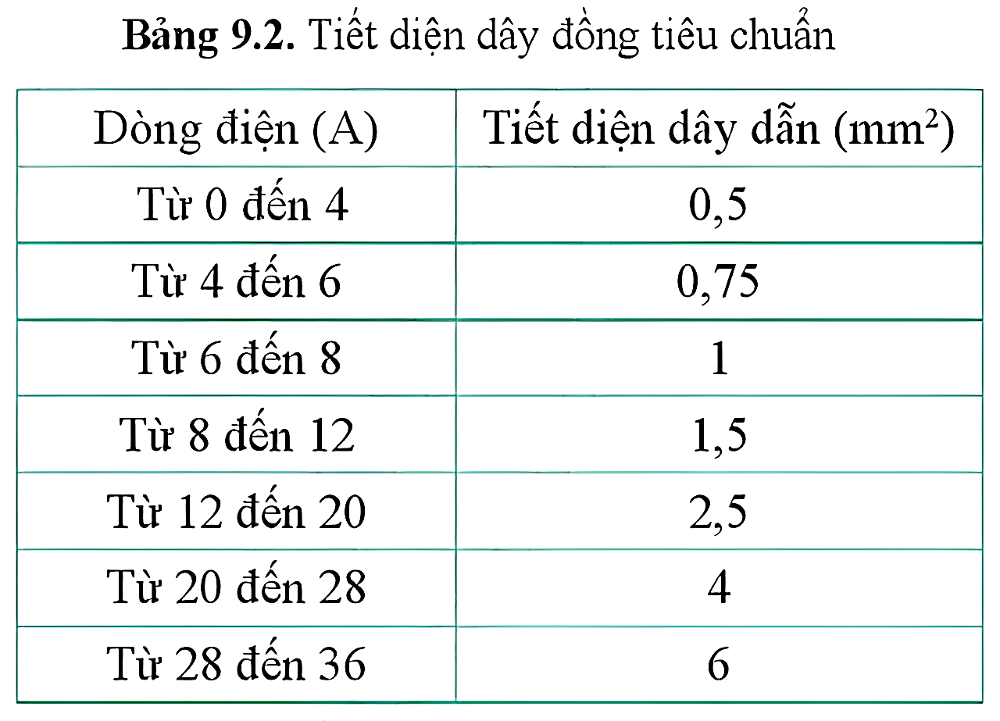 Bảng 9.2. Tiết diện dây đồng tiêu chuẩn
Dòng điện (A) Tiết diện dây dẫn (mm²)
Từ 0 đến 4 0,5
Từ 4 đến 6 0,75
Từ 6 đến 8 1
Từ 8 đến 12 1,5
Từ 12 đến 20 2,5
Từ 20 đến 28 4
Từ 28 đến 36 6